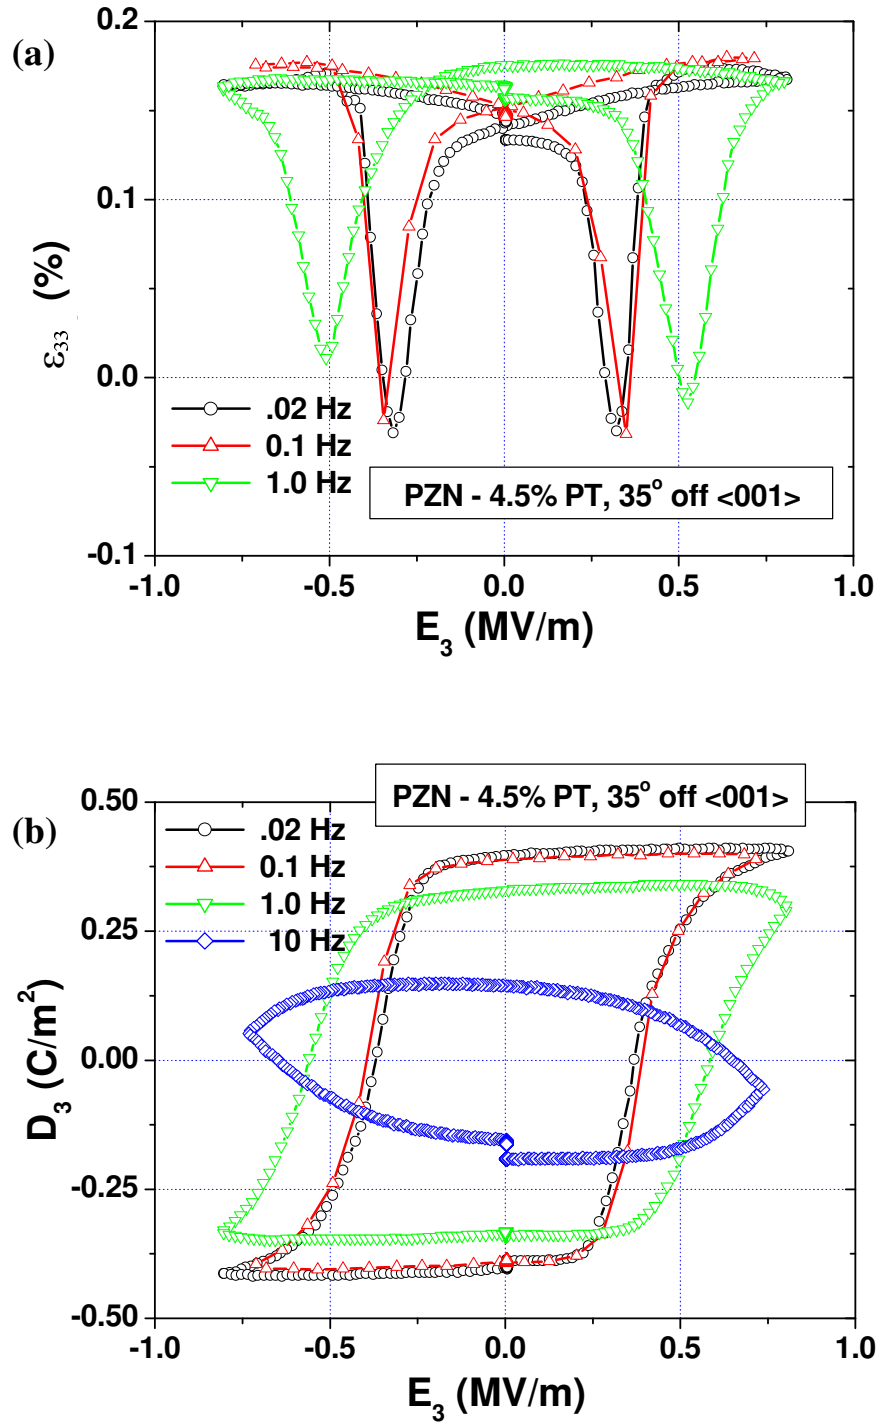 (a)
0.2
0.1
0.0
-0.1
ε33 (%)
.02 Hz
0.1 Hz
1.0 Hz
PZN - 4.5% PT, 35° off <001>
-1.0 -0.5 0.0 0.5 1.0
E3 (MV/m)
(b)
PZN - 4.5% PT, 35° off <001>
0.50
0.25
0.00
-0.25
-0.50
D3 (C/m²)
.02 Hz
0.1 Hz
1.0 Hz
10 Hz
-1.0 -0.5 0.0 0.5 1.0
E3 (MV/m)